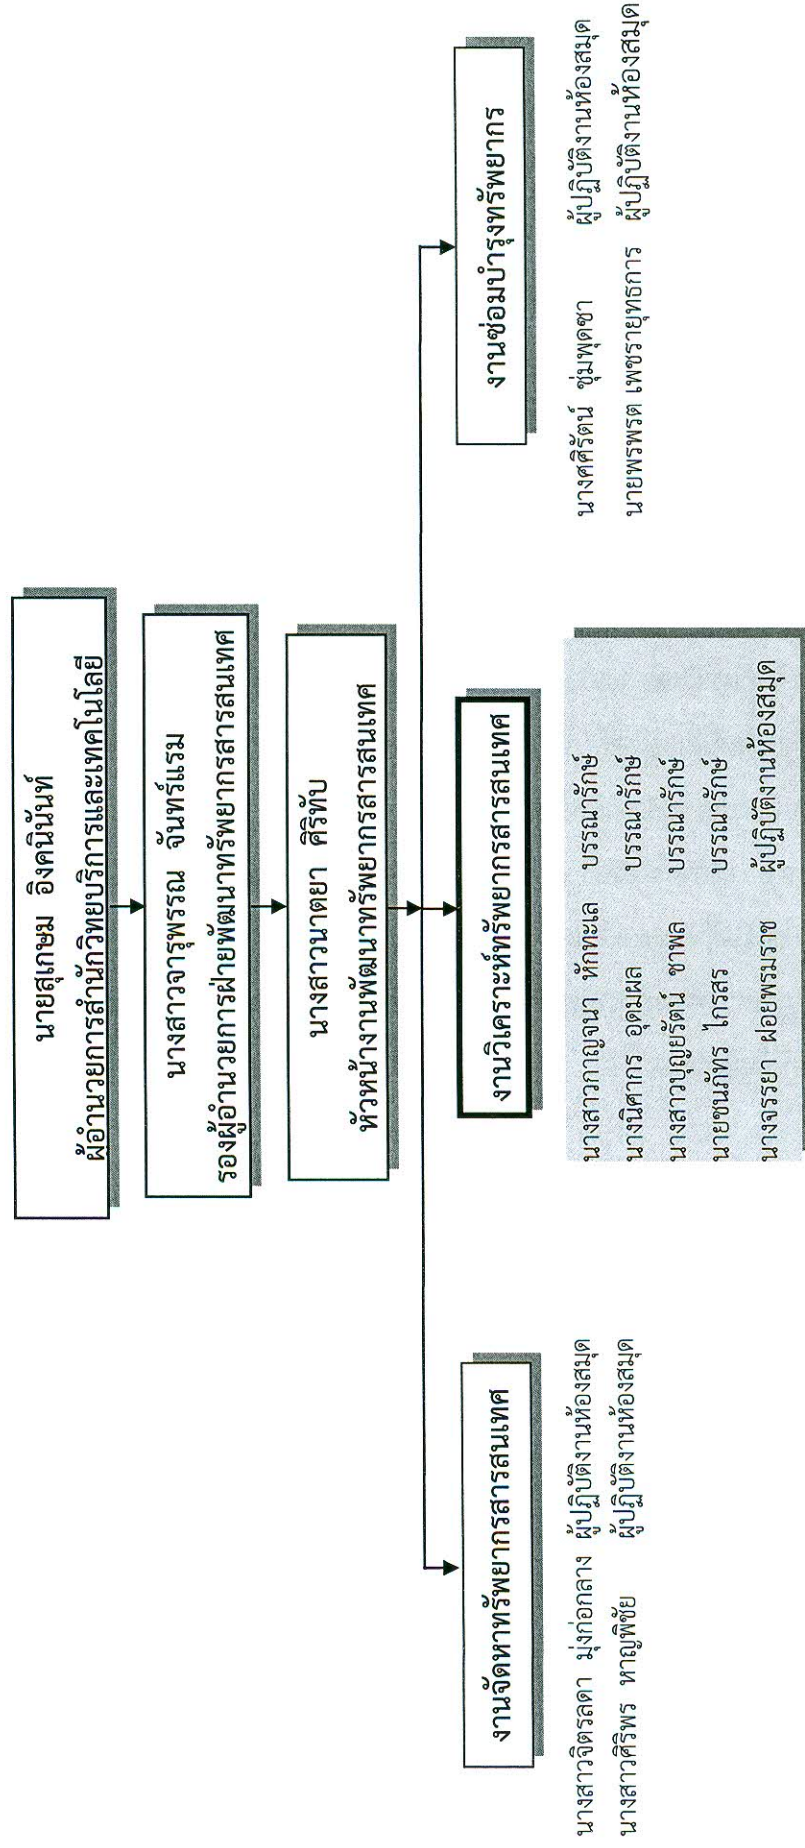 นายสุเกษม อิงคนินันท์
ผู้อำนวยการสำนักวิทยบริการและเทคโนโลยี
นางสาวจารุพรรณ จันทร์แรม
รองผู้อำนวยการฝ่ายพัฒนาทรัพยากรสารสนเทศ
นางสาวนาตยา ศิริทับ
หัวหน้างานพัฒนาทรัพยากรสารสนเทศ
งานจัดหาทรัพยากรสารสนเทศ
นางสาวจิตรลดา มุ่งก่อกลาง ผู้ปฏิบัติงานห้องสมุด
นางสาวศิริพร หาญพิชัย ผู้ปฏิบัติงานห้องสมุด
งานวิเคราะห์ทรัพยากรสารสนเทศ
นางสาวกาญจนา หักทะเล บรรณารักษ์
นางนิศากร อุดมผล บรรณารักษ์
นางสาวบุญยรัตน์ ชาพล บรรณารักษ์
นายชนภัทร ไกรสร บรรณารักษ์
นางจรรยา ฝอยพรมราช ผู้ปฏิบัติงานห้องสมุด
งานซ่อมบำรุงทรัพยากร
นางศศิรัตน์ ชุ่มพุดซา ผู้ปฏิบัติงานห้องสมุด
นายพรพรต เพชรายุทธการ ผู้ปฏิบัติงานห้องสมุด